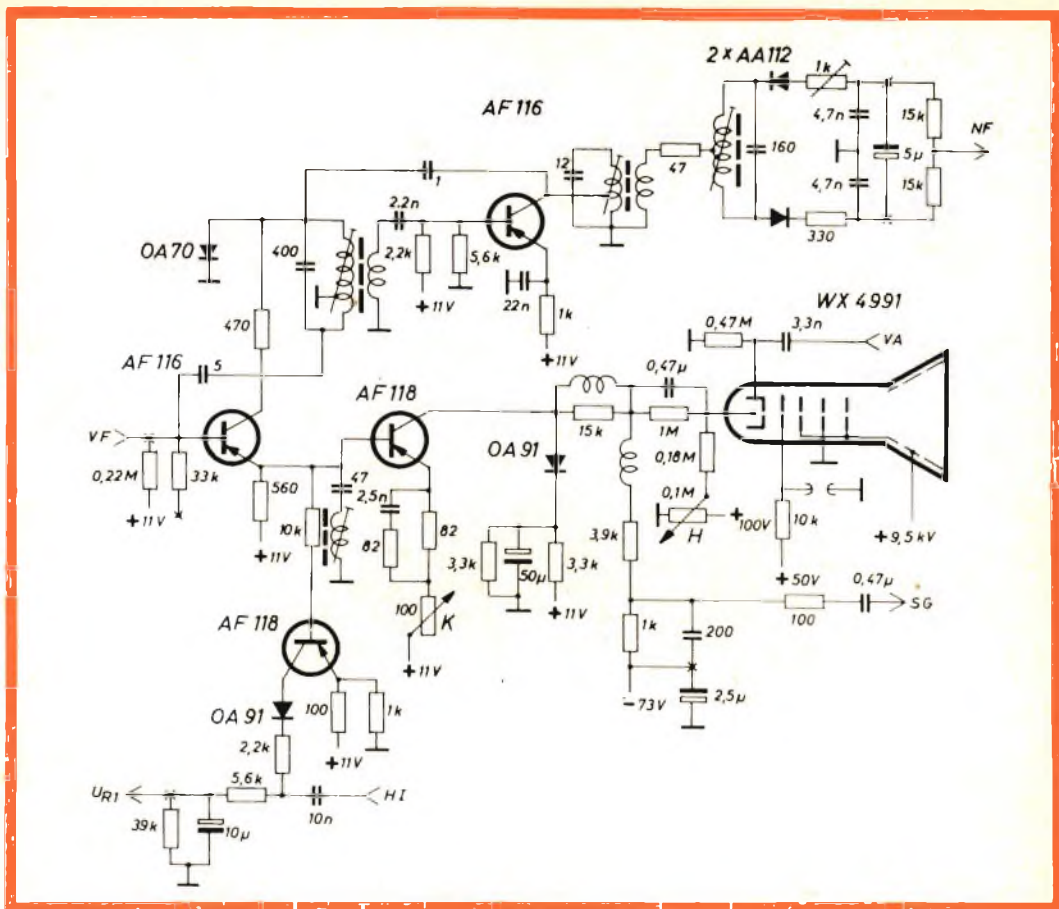 2 x AA112
1k
AF 116
4,7n
15k
NF
12
47
160
5µ
1
2.2n
4,7n
15k
OA70
400
2,2k
5,6k
330
+11V
22n
1k
WX 4991
470
+11V
0,47M
3,3n
VA
AF 116
5
AF 118
0,47µ
15k
1M
VF
OA91
0,18M
0,22M
33k
47
560
2,5n
0,1M
+100V
10k
10k
82
3,9k
H
+9,5kV
+11V
+11V
82
3,3k
50µ
3,3k
+50V
0,47µ
SG
100
K
+11V
100
AF 118
1k
200
+11V
-73V
2,5µ
OA91
100
1k
2,2k
+11V
UR1
5,6k
HI
10n
39k
10µ